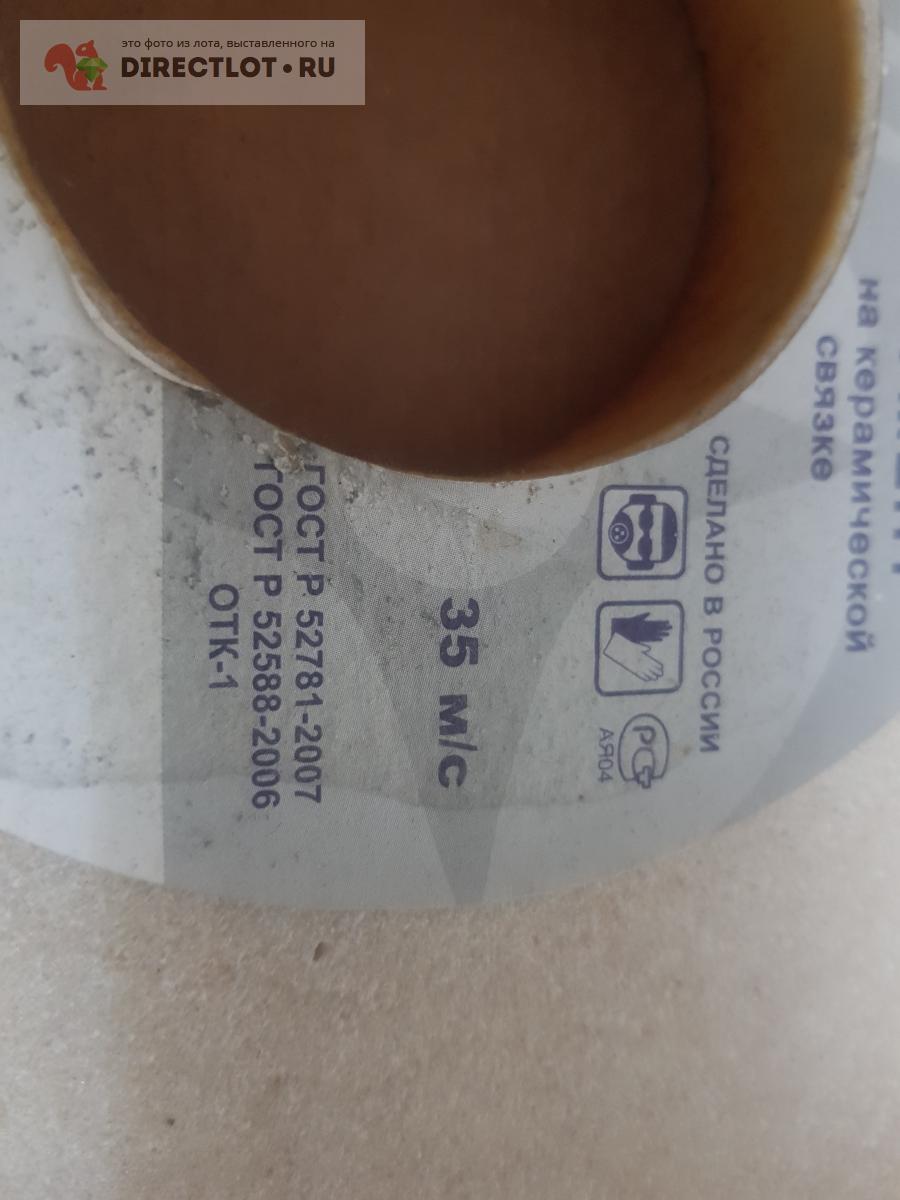 это фото из лота, выставленного на
DIRECTLOT•RU
на керамической
связке
СДЕЛАНО В РОССИИ
РС
АЯ04
35 м/с
ГОСТ Р 52781-2007
ГОСТ Р 52588-2006
ОТК-1